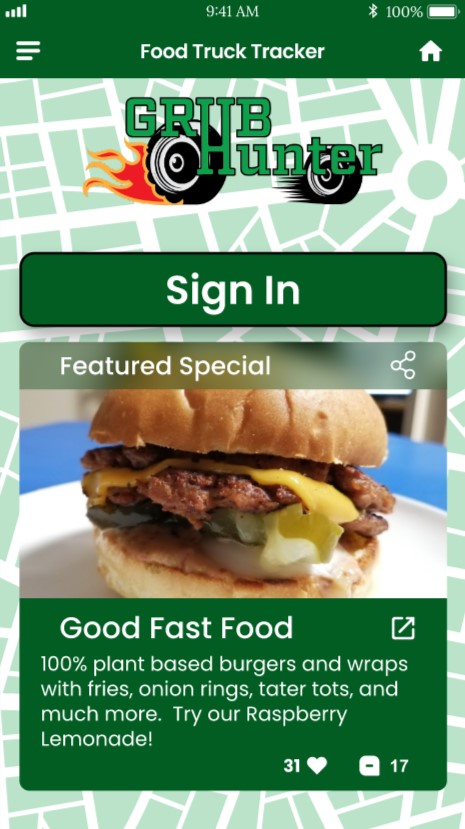 9:41 AM 100%
Food Truck Tracker
GRUB
Hunter
Sign In
Featured Special
Good Fast Food
100% plant based burgers and wraps
with fries, onion rings, tater tots, and
much more.  Try our Raspberry
Lemonade!
31 17